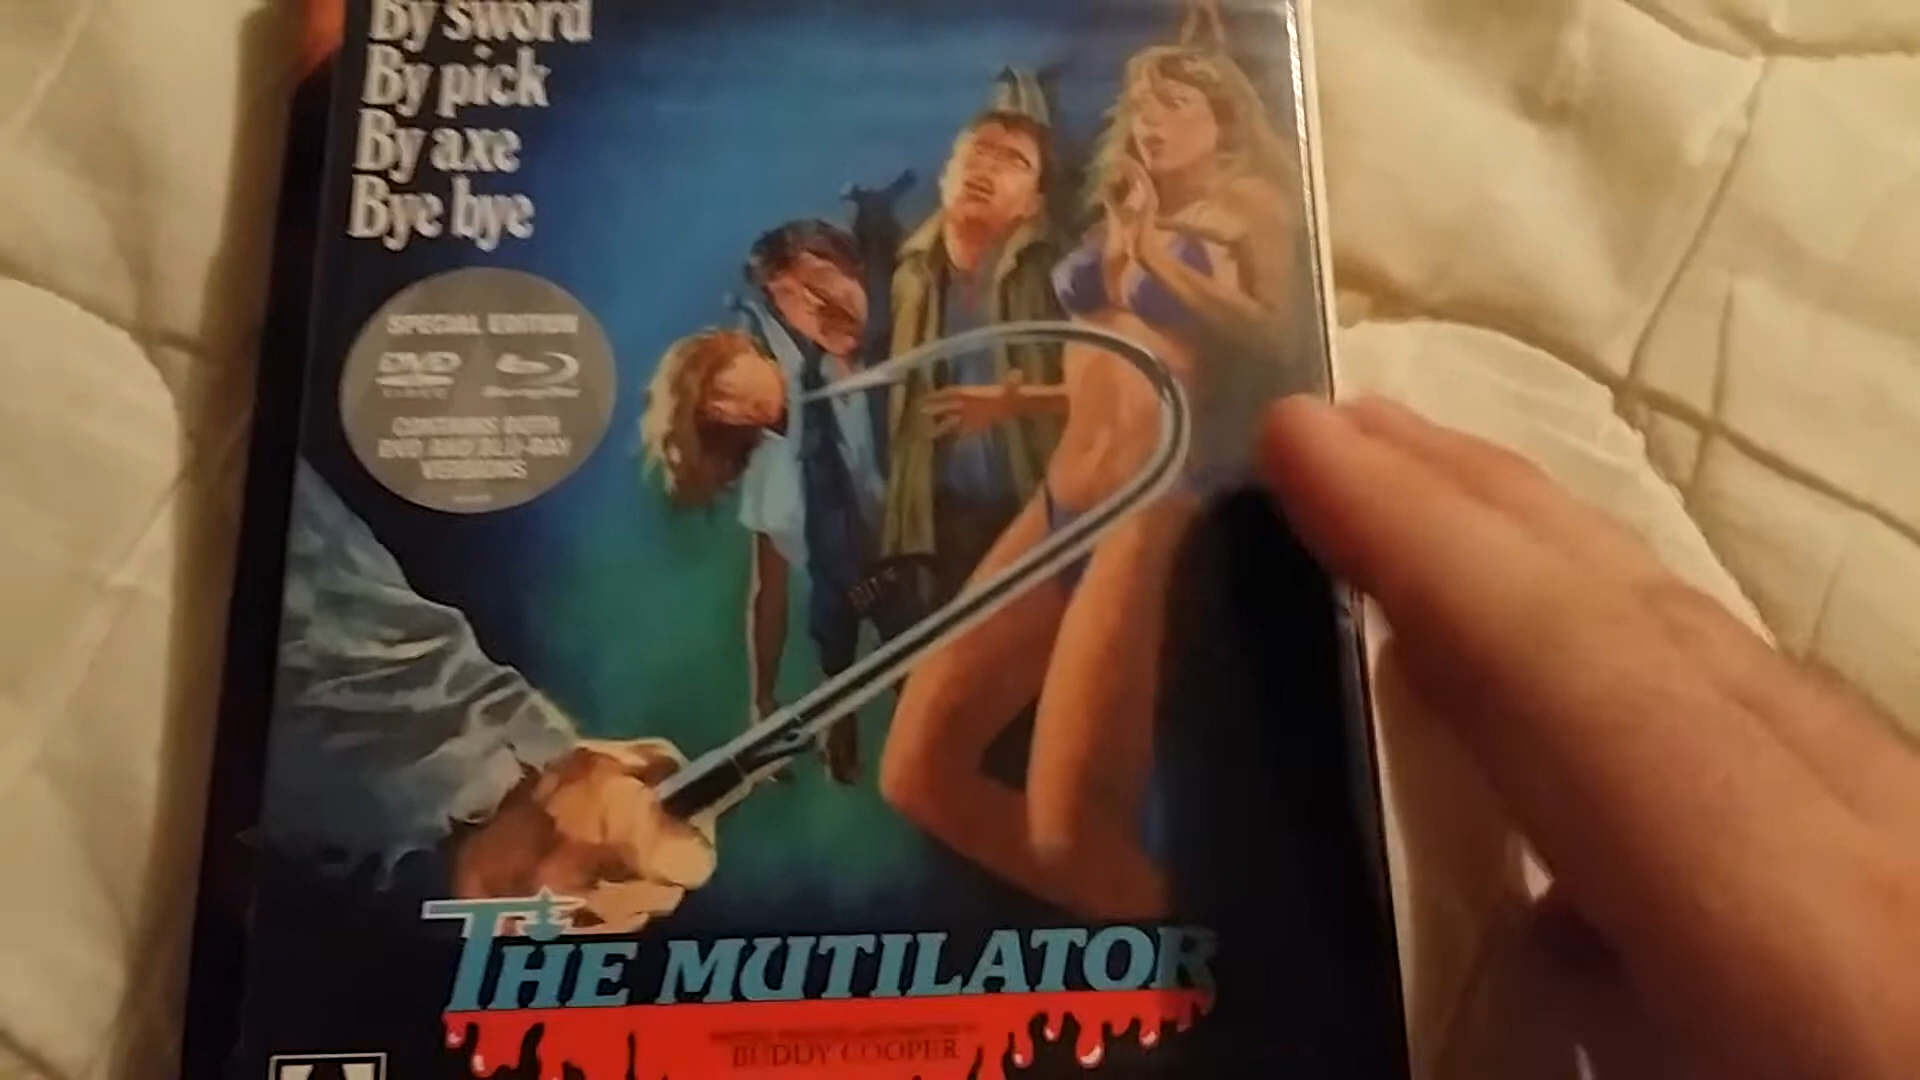 By sword
By pick
By axe
Bye bye
SPECIAL EDITION
DVD
CONTAINS BOTH
DVD AND BLU-RAY
VERSIONS
THE MUTILATOR
BUDDY COOPER